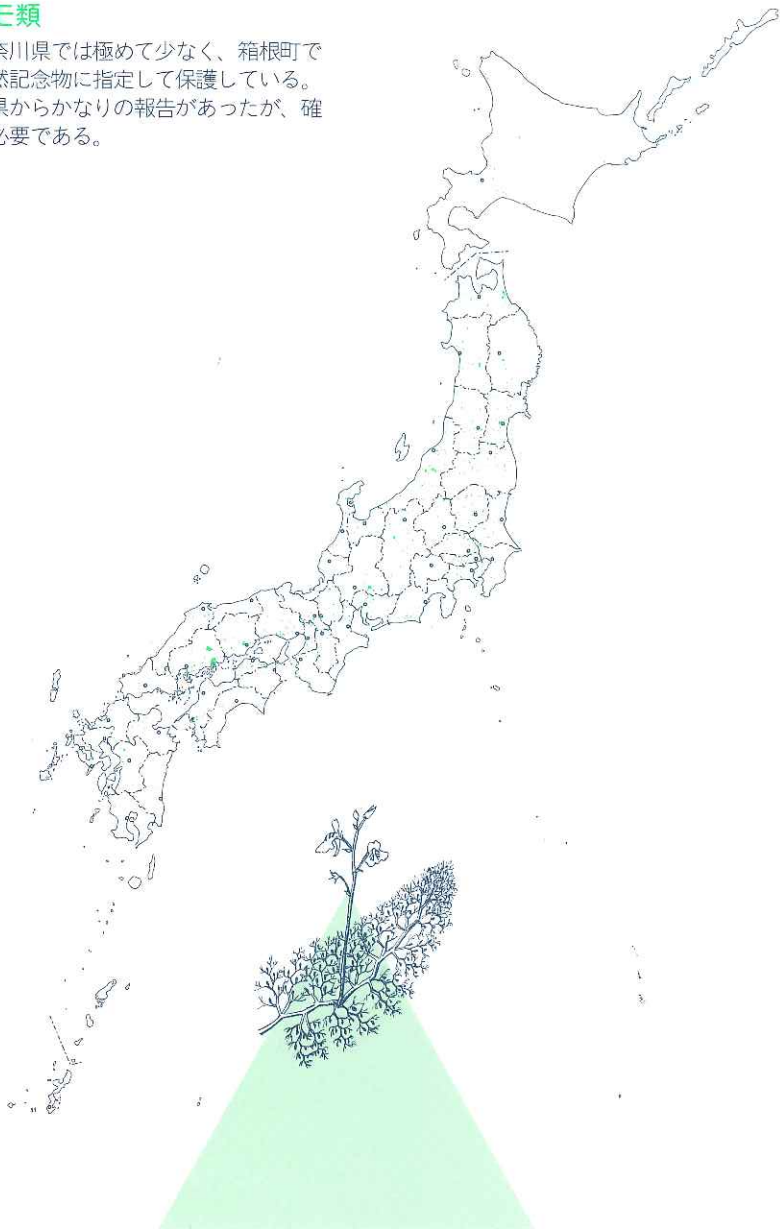 モ類
奈川県では極めて少なく、箱根町で
然記念物に指定して保護している。
県からかなりの報告があったが、確
必要である。